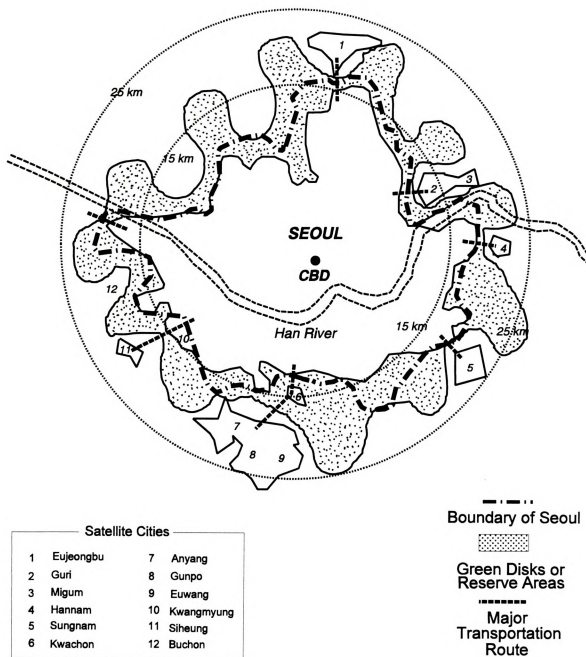 1
25 km
15 km
3
2
SEOUL
CBD
4
12
Han River
15 km
25 km
10
11
5
6
7
8
9
Satellite Cities
1 Eujeongbu
2 Guri
3 Migum
4 Hannam
5 Sungnam
6 Kwachon
7 Anyang
8 Gunpo
9 Euwang
10 Kwangmyung
11 Siheung
12 Buchon
Boundary of Seoul
Green Disks or
Reserve Areas
Major
Transportation
Route